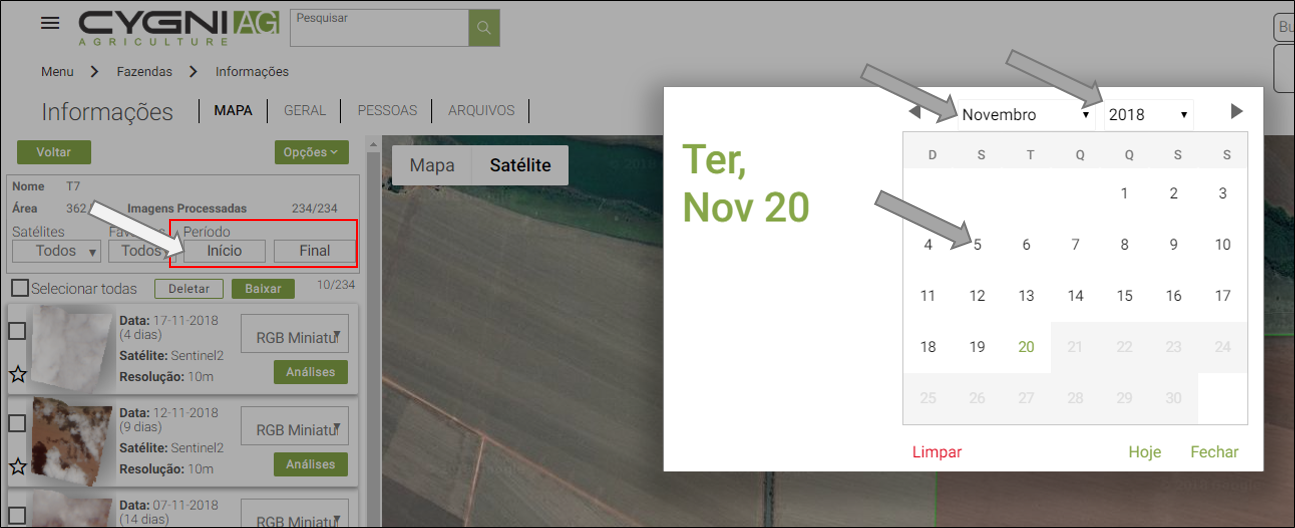 CYGNI AG
AGRICULTURE
Pesquisar
Bu
Menu Fazendas Informações
Informações MAPA GERAL PESSOAS ARQUIVOS
Voltar Opções
Nome T7
Área 362 Imagens Processadas 234/234
Satélites Período
Todos Todos Início Final
Selecionar todas Deletar Baixar 10/234
Data: 17-11-2018
(4 dias)
RGB Miniatu
Satélite: Sentinel2
Resolução: 10m
Análises
Data: 12-11-2018
(9 dias)
RGB Miniatu
Satélite: Sentinel2
Resolução: 10m
Análises
Data: 07-11-2018
(14 dias)
RGB Miniatu
Mapa Satélite
Ter,
Nov 20
Novembro 2018
D S T Q Q S S
1 2 3
4 5 6 7 8 9 10
11 12 13 14 15 16 17
18 19 20 21 22 23 24
25 26 27 28 29 30
Limpar Hoje Fechar